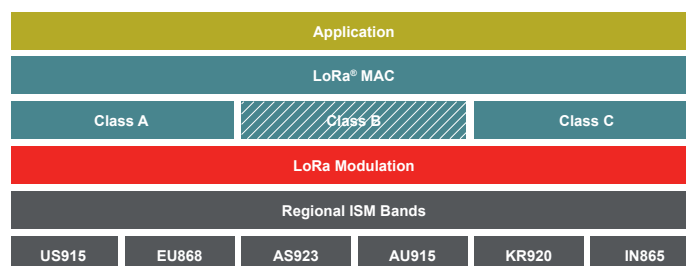 Application
LoRa® MAC
Class A Class B Class C
LoRa Modulation
Regional ISM Bands
US915 EU868 AS923 AU915 KR920 IN865